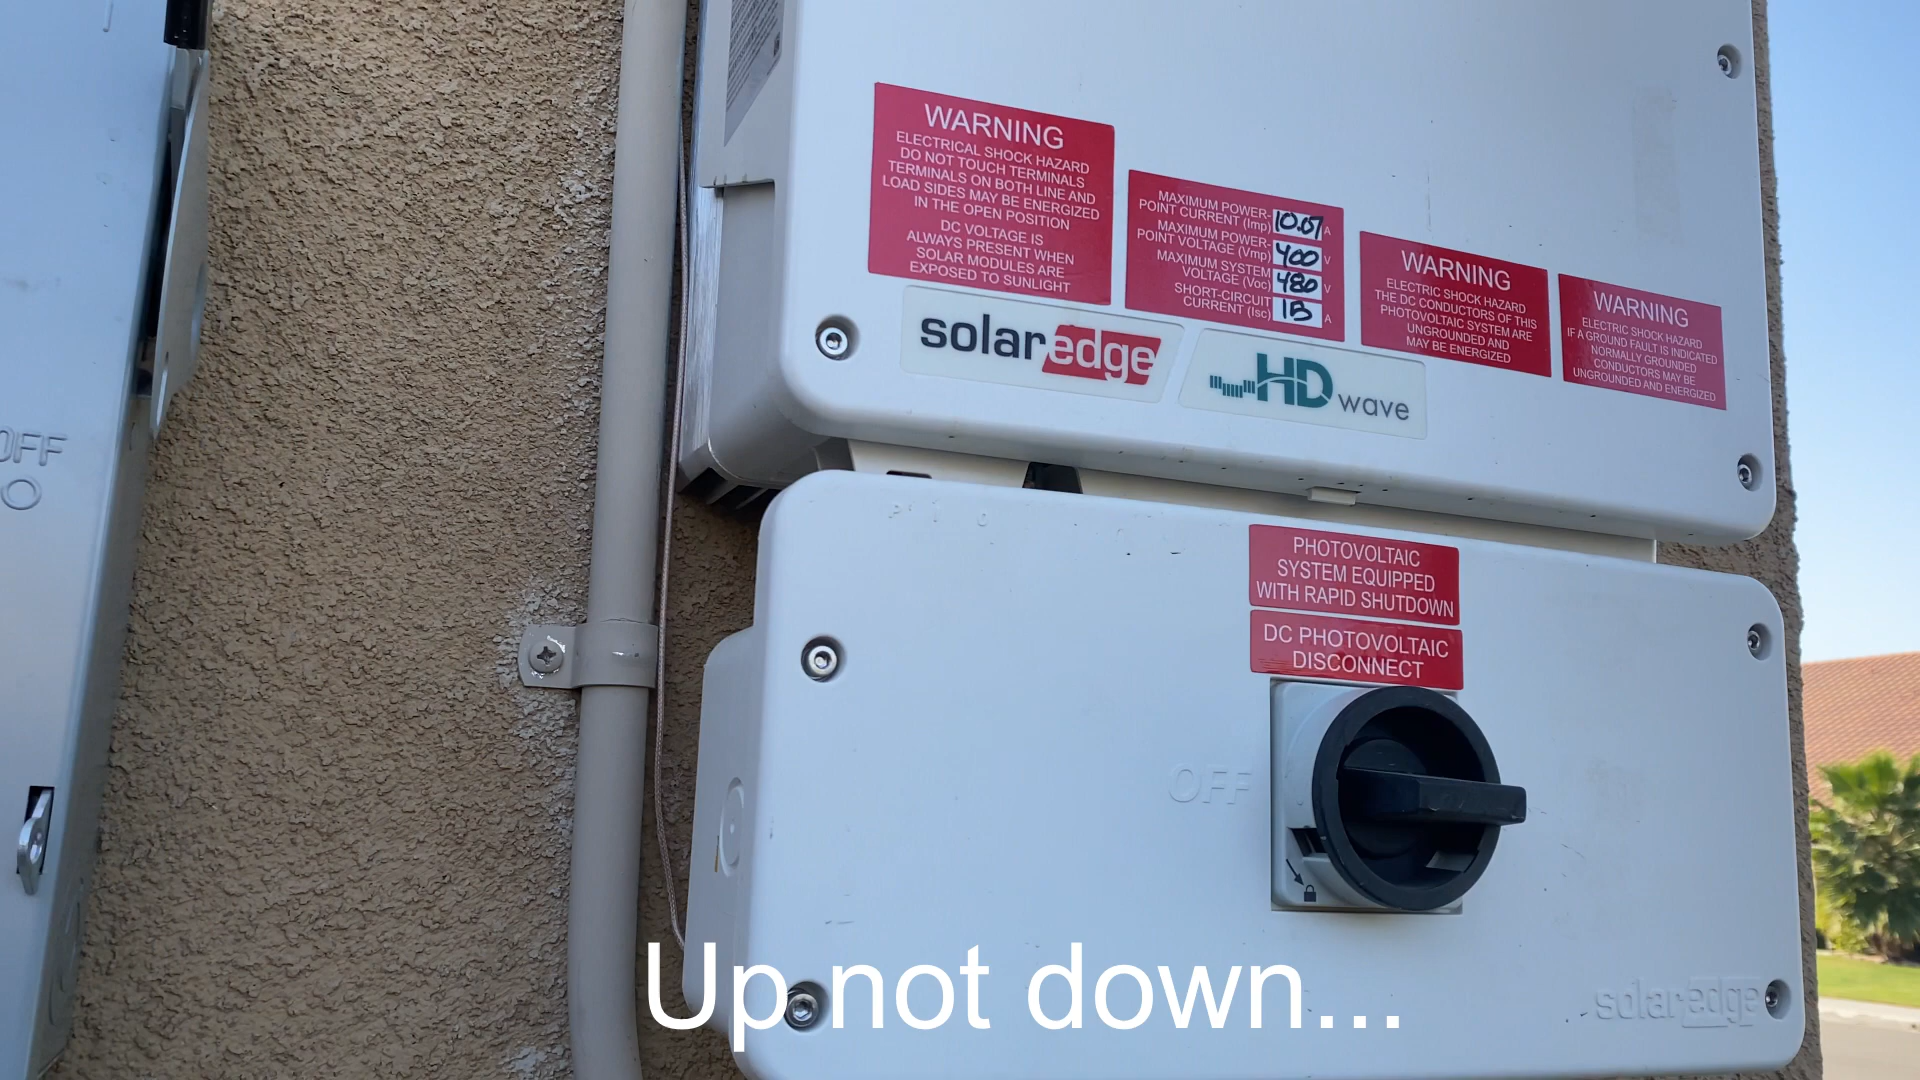 WARNING
ELECTRICAL SHOCK HAZARD
DO NOT TOUCH TERMINALS
TERMINALS ON BOTH LINE AND
LOAD SIDES MAY BE ENERGIZED
IN THE OPEN POSITION
DC VOLTAGE IS
ALWAYS PRESENT WHEN
SOLAR MODULES ARE
EXPOSED TO SUNLIGHT
MAXIMUM POWER-
POINT CURRENT (Imp) 10.07 A
MAXIMUM POWER-
POINT VOLTAGE (Vmp) 400 V
MAXIMUM SYSTEM
VOLTAGE (Voc) 480 V
SHORT-CIRCUIT
CURRENT (Isc) A
WARNING
ELECTRIC SHOCK HAZARD
THE DC CONDUCTORS OF THIS
PHOTOVOLTAIC SYSTEM ARE
UNGROUNDED AND
MAY BE ENERGIZED
WARNING
ELECTRIC SHOCK HAZARD
IF A GROUND FAULT IS INDICATED
NORMALLY GROUNDED
CONDUCTORS MAY BE
UNGROUNDED AND ENERGIZED
solaredge
HD wave
OFF
O
PHOTOVOLTAIC
SYSTEM EQUIPPED
WITH RAPID SHUTDOWN
DC PHOTOVOLTAIC
DISCONNECT
OFF
solaredge
Up not down...